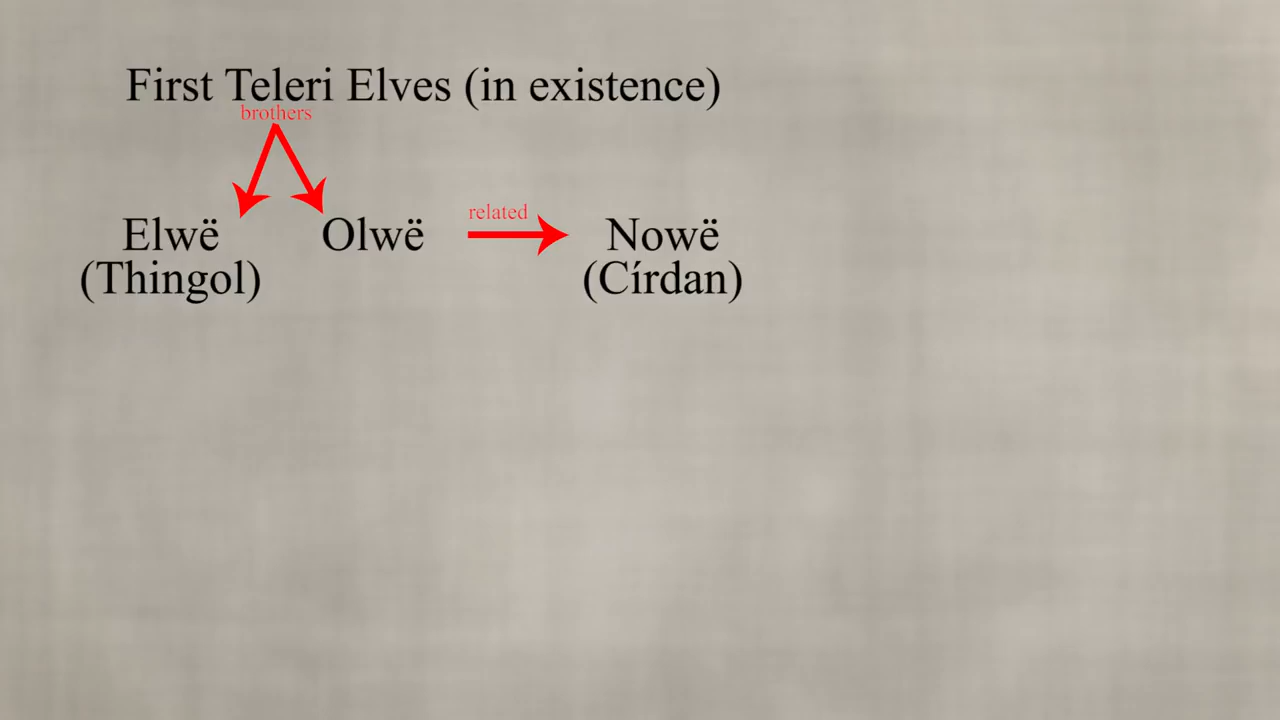 First Teleri Elves (in existence)
brothers
related
Elwë Olwë Nowë
(Thingol) (Círdan)